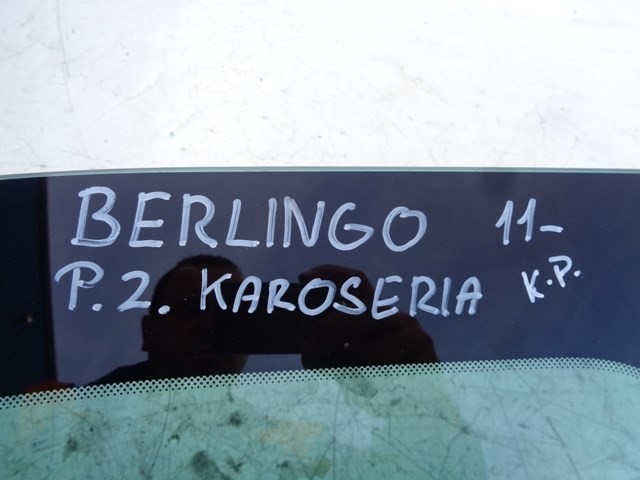 BERLINGO 11-
P.2. KAROSERIA K.P.